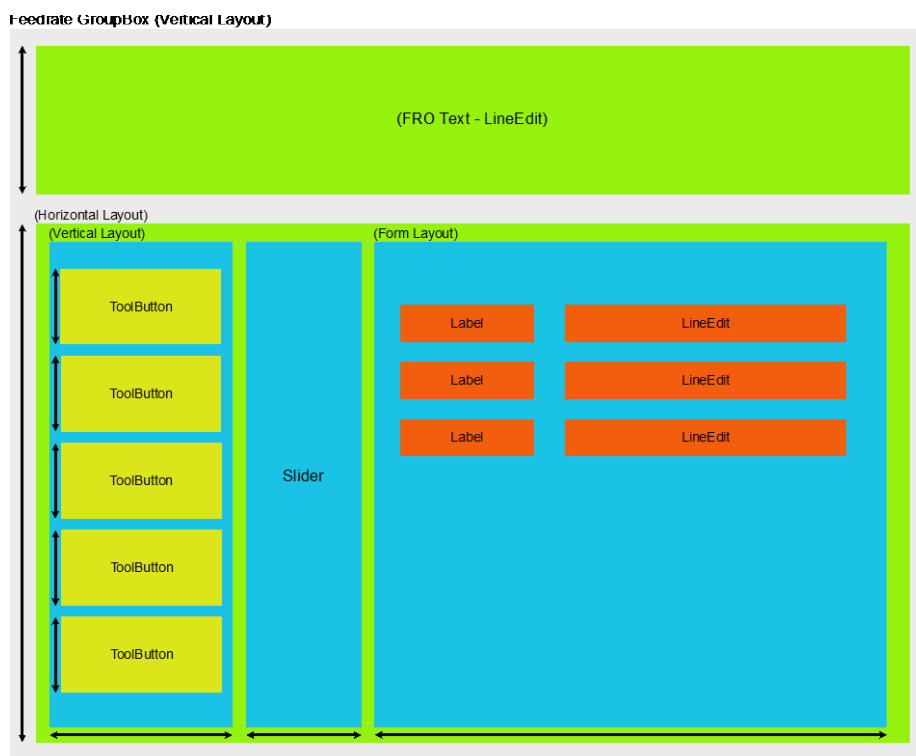 Feedrate GroupBox (Vertical Layout)
(FRO Text - LineEdit)
(Horizontal Layout)
(Vertical Layout)
(Form Layout)
ToolButton
ToolButton
ToolButton
ToolButton
ToolButton
Slider
Label LineEdit
Label LineEdit
Label LineEdit